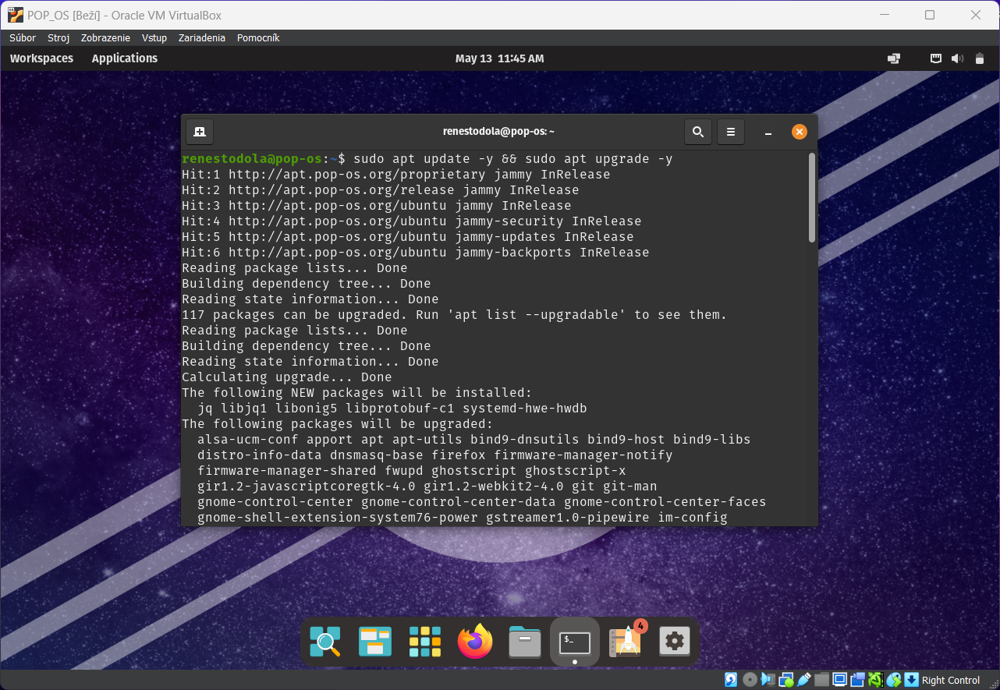 POP_OS [Beží] - Oracle VM VirtualBox
Súbor Stroj Zobrazenie Vstup Zariadenia Pomocník
Workspaces Applications May 13 11:45 AM
renestodola@pop-os: ~
renestodola@pop-os:~$ sudo apt update -y && sudo apt upgrade -y
Hit:1 http://apt.pop-os.org/proprietary jammy InRelease
Hit:2 http://apt.pop-os.org/release jammy InRelease
Hit:3 http://apt.pop-os.org/ubuntu jammy InRelease
Hit:4 http://apt.pop-os.org/ubuntu jammy-security InRelease
Hit:5 http://apt.pop-os.org/ubuntu jammy-updates InRelease
Hit:6 http://apt.pop-os.org/ubuntu jammy-backports InRelease
Reading package lists... Done
Building dependency tree... Done
Reading state information... Done
117 packages can be upgraded. Run 'apt list --upgradable' to see them.
Reading package lists... Done
Building dependency tree... Done
Reading state information... Done
Calculating upgrade... Done
The following NEW packages will be installed:
  jq libjq1 libonig5 libprotobuf-c1 systemd-hwe-hwdb
The following packages will be upgraded:
  alsa-ucm-conf apport apt apt-utils bind9-dnsutils bind9-host bind9-libs
  distro-info-data dnsmasq-base firefox firmware-manager-notify
  firmware-manager-shared fwupd ghostscript ghostscript-x
  gir1.2-javascriptcoregtk-4.0 gir1.2-webkit2-4.0 git git-man
  gnome-control-center gnome-control-center-data gnome-control-center-faces
  gnome-shell-extension-system76-power gstreamer1.0-pipewire im-config
$_
4
Right Control